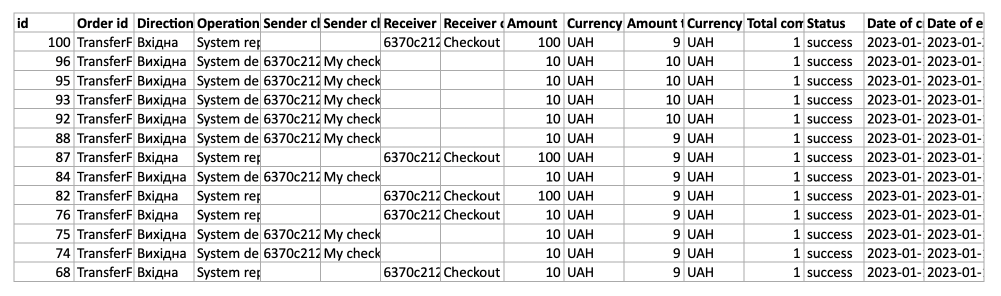 id Order id Direction Operation Sender cl Sender cl Receiver Receiver c Amount Currency Amount t Currency Total com Status Date of c Date of e
100 TransferF Вхідна System rep 6370c212 Checkout 100 UAH 9 UAH 1 success 2023-01- 2023-01-
96 TransferF Вихідна System de 6370c212 My check 10 UAH 10 UAH 1 success 2023-01- 2023-01-
95 TransferF Вихідна System de 6370c212 My check 10 UAH 10 UAH 1 success 2023-01- 2023-01-
93 TransferF Вихідна System de 6370c212 My check 10 UAH 10 UAH 1 success 2023-01- 2023-01-
92 TransferF Вихідна System de 6370c212 My check 10 UAH 10 UAH 1 success 2023-01- 2023-01-
88 TransferF Вихідна System de 6370c212 My check 10 UAH 9 UAH 1 success 2023-01- 2023-01-
87 TransferF Вхідна System rep 6370c212 Checkout 100 UAH 9 UAH 1 success 2023-01- 2023-01-
84 TransferF Вихідна System de 6370c212 My check 10 UAH 9 UAH 1 success 2023-01- 2023-01-
82 TransferF Вхідна System rep 6370c212 Checkout 100 UAH 9 UAH 1 success 2023-01- 2023-01-
76 TransferF Вхідна System rep 6370c212 Checkout 10 UAH 9 UAH 1 success 2023-01- 2023-01-
75 TransferF Вихідна System de 6370c212 My check 10 UAH 9 UAH 1 success 2023-01- 2023-01-
74 TransferF Вихідна System de 6370c212 My check 10 UAH 9 UAH 1 success 2023-01- 2023-01-
68 TransferF Вхідна System rep 6370c212 Checkout 10 UAH 9 UAH 1 success 2023-01- 2023-01-